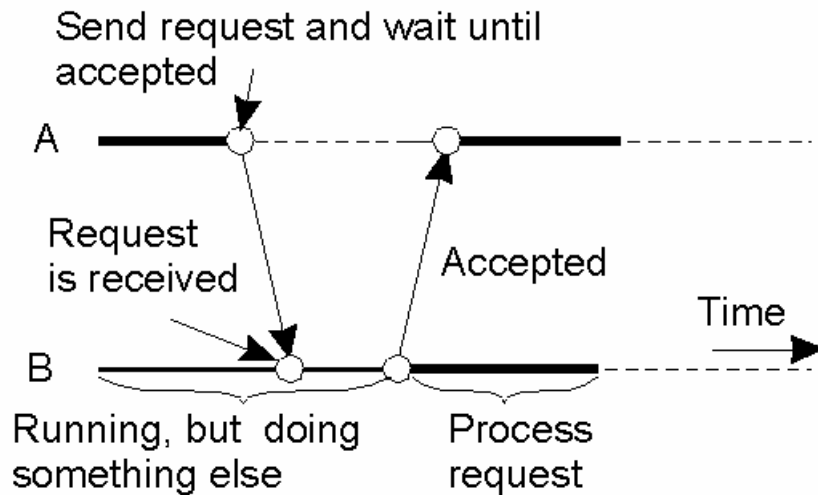 Send request and wait until
accepted
A
Request
is received
Accepted
Time
B
Running, but doing
something else
Process
request